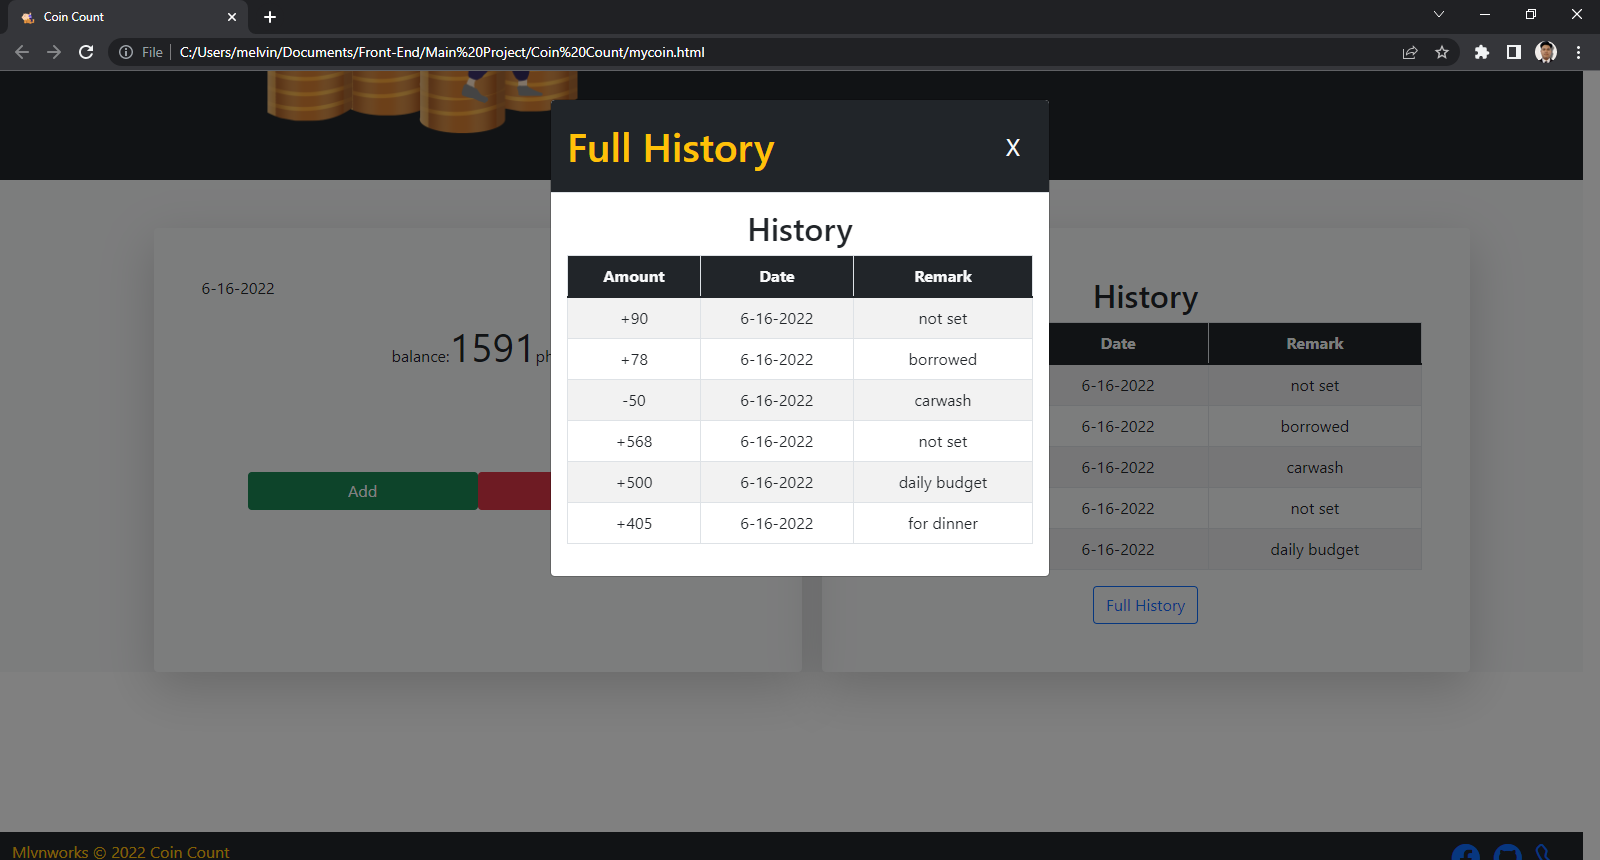 Coin Count
File
C:/Users/melvin/Documents/Front-End/Main%20Project/Coin%20Count/mycoin.html
Full History
X
History
Amount Date Remark
+90 6-16-2022 not set
+78 6-16-2022 borrowed
-50 6-16-2022 carwash
+568 6-16-2022 not set
+500 6-16-2022 daily budget
+405 6-16-2022 for dinner
6-16-2022
balance:1591ph
Add
History
Date Remark
6-16-2022 not set
6-16-2022 borrowed
6-16-2022 carwash
6-16-2022 not set
6-16-2022 daily budget
Full History
Mlvnworks © 2022 Coin Count